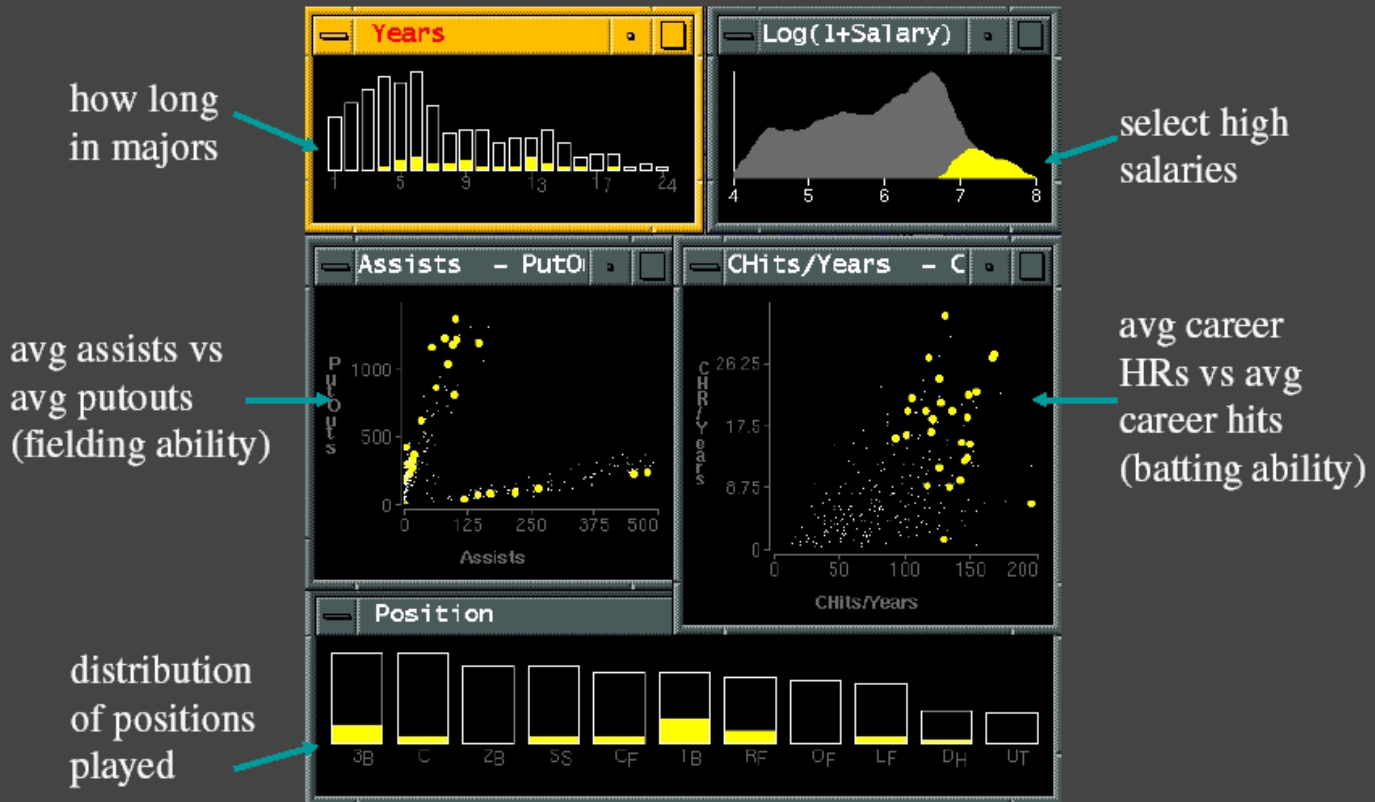 Years
Log(1+Salary)
how long
in majors
select high
salaries
1 5 9 13 17 24
4 5 6 7 8
Assists - PutO
CHits/Years - C
avg assists vs
avg putouts
(fielding ability)
PutOuts
1000
500
0
0 125 250 375 500
Assists
CHR/Years
26.25
17.5
8.75
0
0 50 100 150 200
CHits/Years
avg career
HRs vs avg
career hits
(batting ability)
Position
distribution
of positions
played
3B C 2B SS CF 1B RF OF LF DH UT